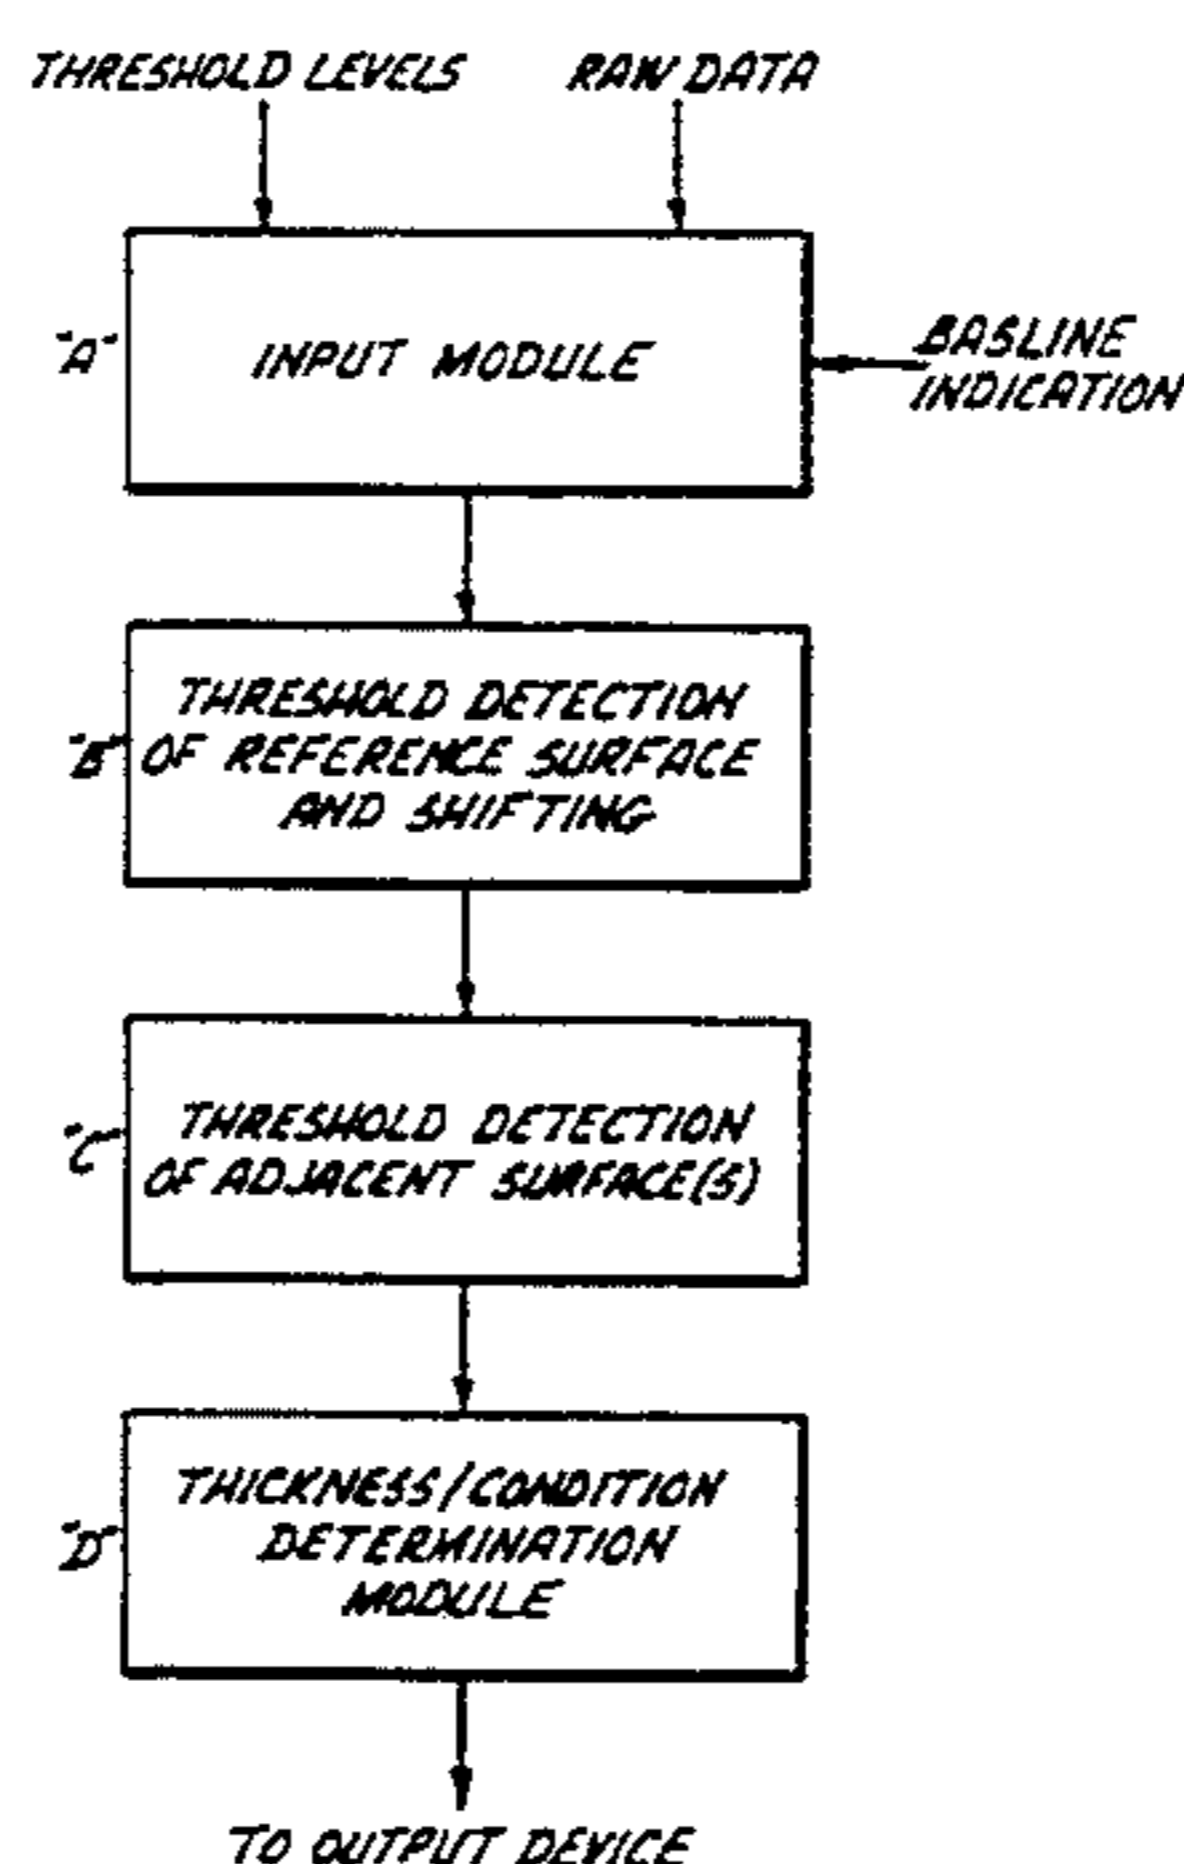 THRESHOLD LEVELS
RAW DATA
"A"
INPUT MODULE
BASLINE
INDICATION
"B"
THRESHOLD DETECTION
OF REFERENCE SURFACE
AND SHIFTING
"C"
THRESHOLD DETECTION
OF ADJACENT SURFACE(S)
"D"
THICKNESS/CONDITION
DETERMINATION
MODULE
TO OUTPUT DEVICE